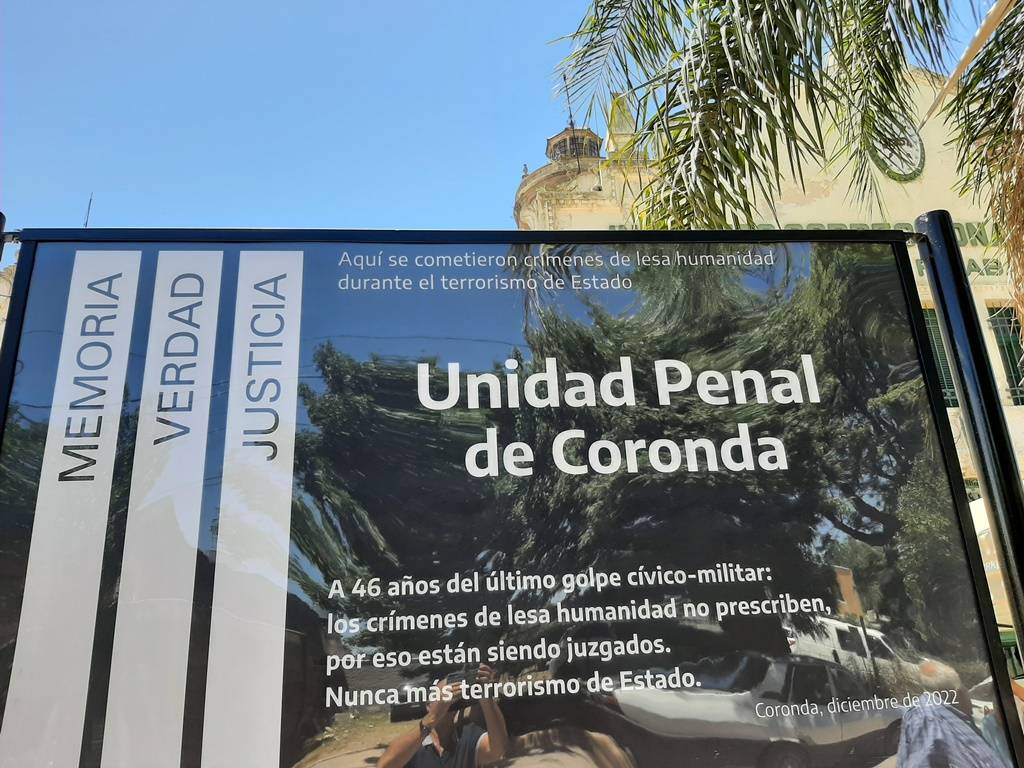 MEMORIA
VERDAD
JUSTICIA
Aquí se cometieron crímenes de lesa humanidad
durante el terrorismo de Estado
Unidad Penal
de Coronda
A 46 años del último golpe cívico-militar:
los crímenes de lesa humanidad no prescriben,
por eso están siendo juzgados.
Nunca más terrorismo de Estado.
Coronda, diciembre de 2022